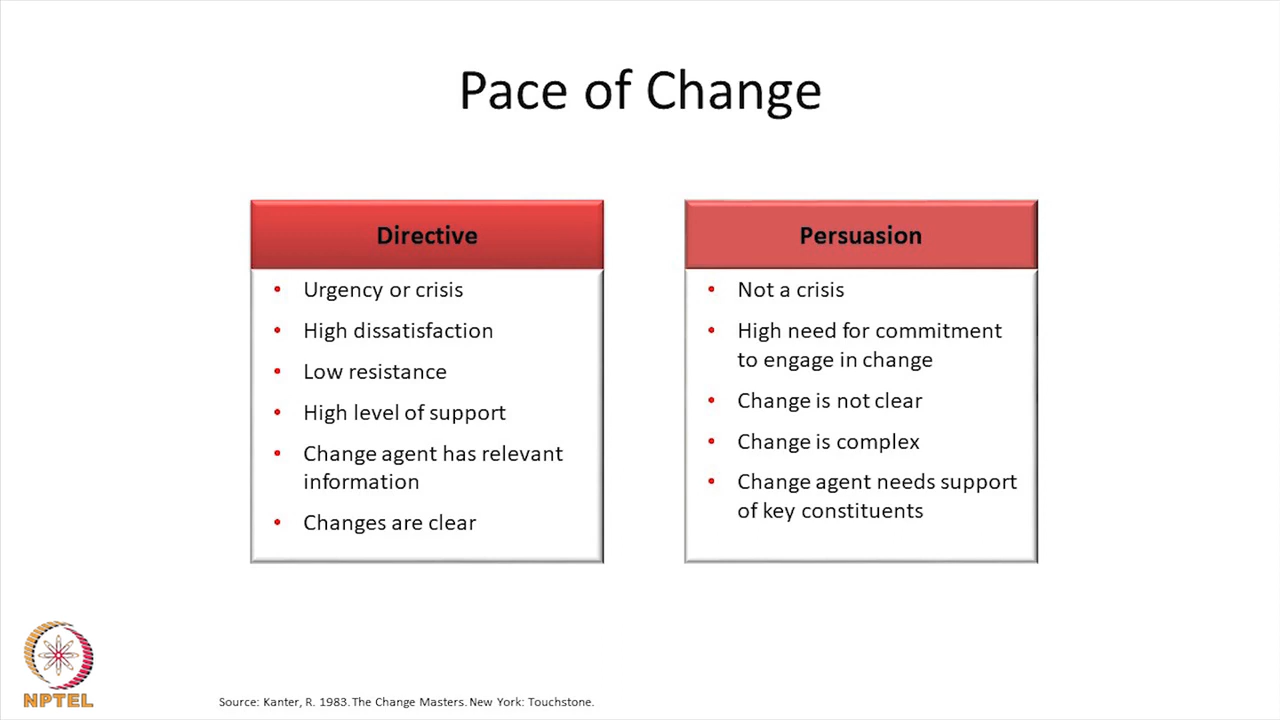 Pace of Change
Directive
• Urgency or crisis
• High dissatisfaction
• Low resistance
• High level of support
• Change agent has relevant
information
• Changes are clear
Persuasion
• Not a crisis
• High need for commitment
to engage in change
• Change is not clear
• Change is complex
• Change agent needs support
of key constituents
NPTEL
Source: Kanter, R. 1983. The Change Masters. New York: Touchstone.